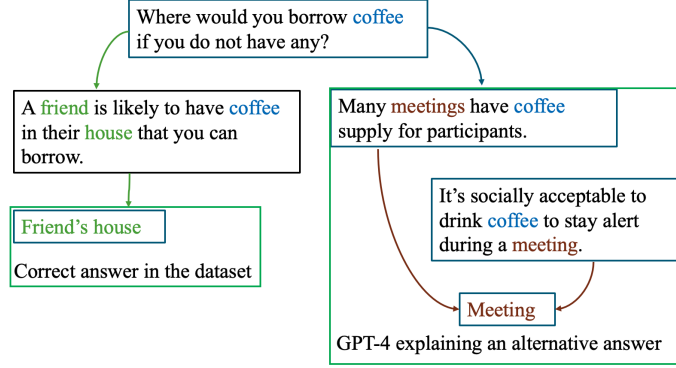 Where would you borrow coffee
if you do not have any?
A friend is likely to have coffee
in their house that you can
borrow.
Friend's house
Correct answer in the dataset
Many meetings have coffee
supply for participants.
It's socially acceptable to
drink coffee to stay alert
during a meeting.
Meeting
GPT-4 explaining an alternative answer